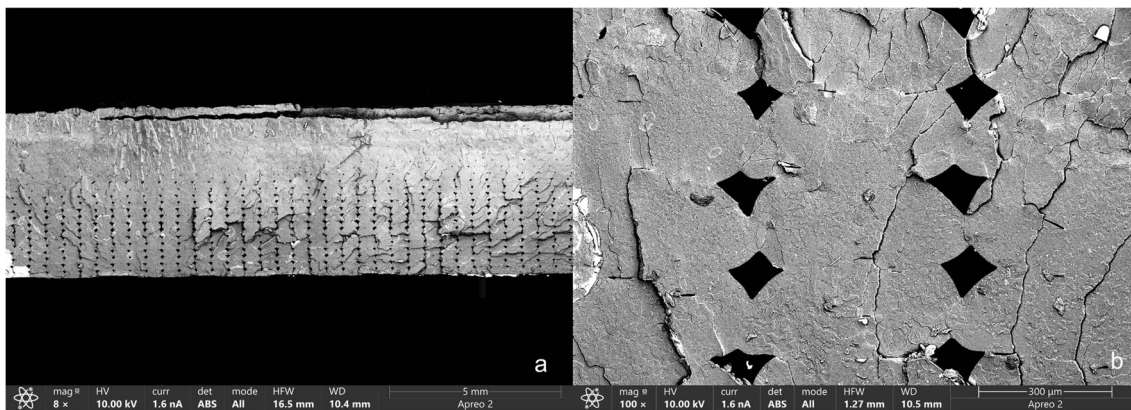 a
mag HV curr det mode HFW WD 5 mm
8 × 10.00 kV 1.6 nA ABS All 16.5 mm 10.4 mm Apreo 2
b
mag HV curr det mode HFW WD 300 µm
100 × 10.00 kV 1.6 nA ABS All 1.27 mm 10.5 mm Apreo 2